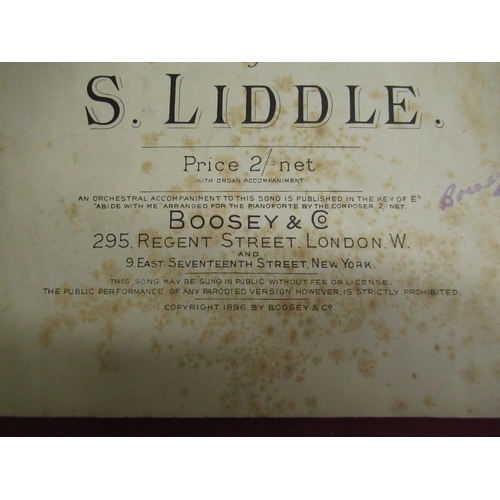 S. LIDDLE.
Price 2/- net
WITH ORGAN ACCOMPANIMENT
AN ORCHESTRAL ACCOMPANIMENT TO THIS SONG IS PUBLISHED IN THE KEY OF E♭
"ABIDE WITH ME" ARRANGED FOR THE PIANOFORTE BY THE COMPOSER, 2/- NET
BOOSEY & Co
295, REGENT STREET, LONDON, W.
AND
9, EAST SEVENTEENTH STREET, NEW YORK.
THIS SONG MAY BE SUNG IN PUBLIC WITHOUT FEE OR LICENSE.
THE PUBLIC PERFORMANCE OF ANY PARODIED VERSION, HOWEVER, IS STRICTLY PROHIBITED.
COPYRIGHT 1896 BY BOOSEY & Co.